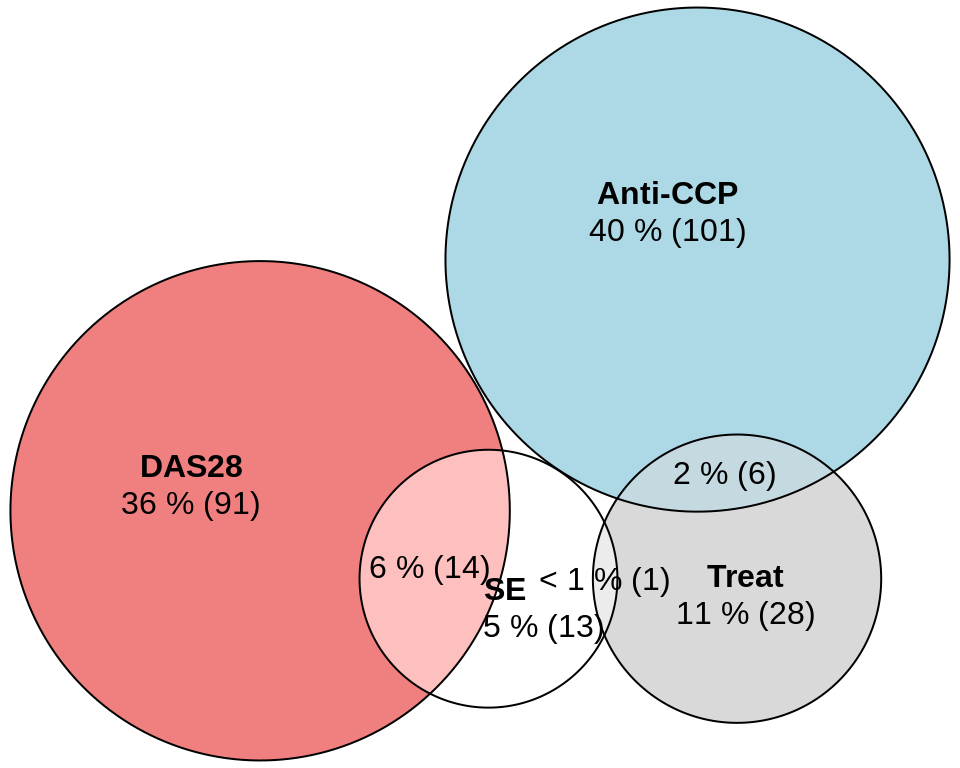 Anti-CCP
40 % (101)
DAS28
36 % (91)
2 % (6)
6 % (14)
SE
5 % (13)
< 1 % (1)
Treat
11 % (28)